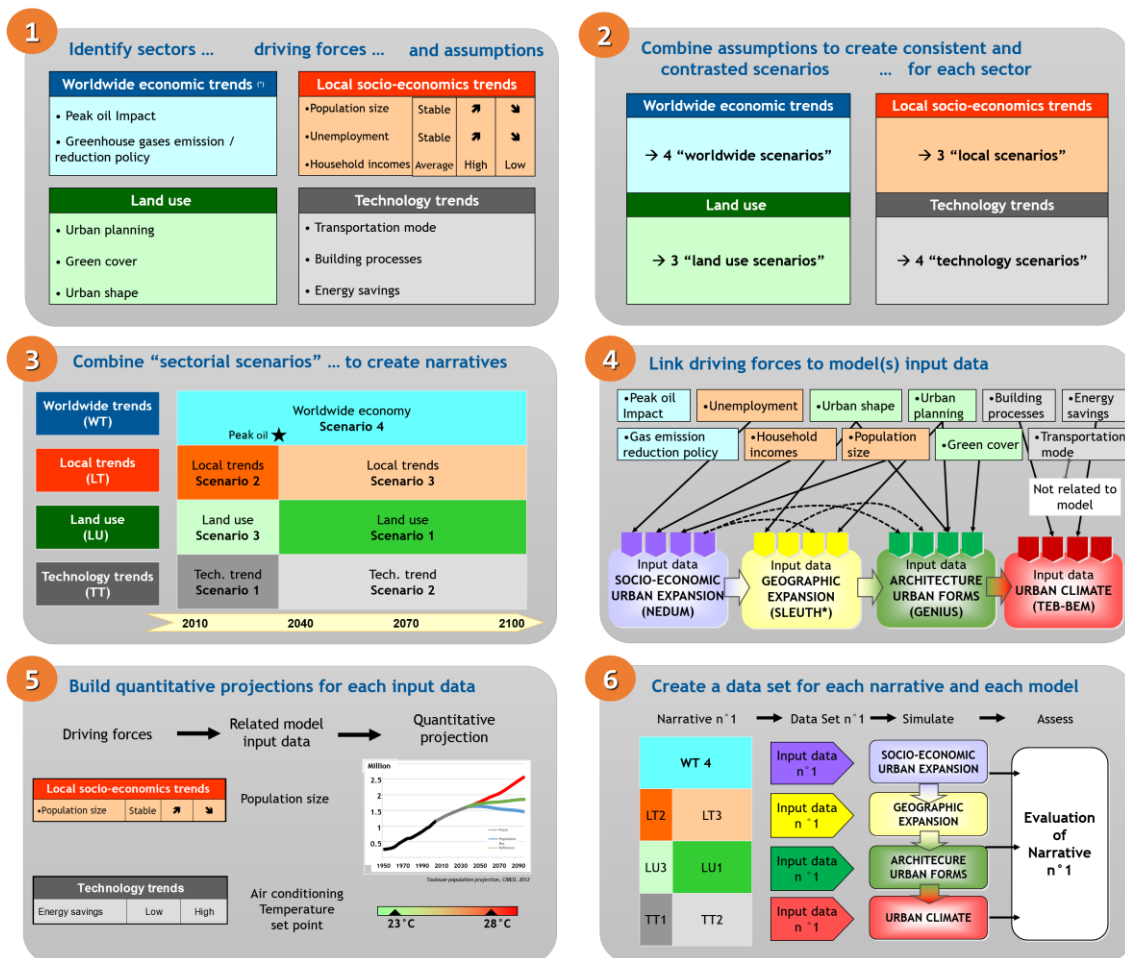 1
Identify sectors ... driving forces ... and assumptions
Worldwide economic trends (*)
• Peak oil Impact
• Greenhouse gases emission /
reduction policy
Local socio-economics trends
•Population size Stable ↗ ↘
•Unemployment Stable ↗ ↘
•Household incomes Average High Low
Land use
• Urban planning
• Green cover
• Urban shape
Technology trends
• Transportation mode
• Building processes
• Energy savings
2
Combine assumptions to create consistent and
contrasted scenarios ... for each sector
Worldwide economic trends
→ 4 “worldwide scenarios”
Local socio-economics trends
→ 3 “local scenarios”
Land use
→ 3 “land use scenarios”
Technology trends
→ 4 “technology scenarios”
3
Combine “sectorial scenarios” ... to create narratives
Worldwide trends
(WT)
Worldwide economy
Scenario 4
Peak oil ★
Local trends
(LT)
Local trends
Scenario 2
Local trends
Scenario 3
Land use
(LU)
Land use
Scenario 3
Land use
Scenario 1
Technology trends
(TT)
Tech. trend
Scenario 1
Tech. trend
Scenario 2
2010 2040 2070 2100
4
Link driving forces to model(s) input data
•Peak oil
Impact
•Unemployment
•Urban shape
•Urban
planning
•Building
processes
•Energy
savings
•Gas emission
reduction policy
•Household
incomes
•Population
size
•Green cover
•Transportation
mode
Not related to
model
Input data
SOCIO-ECONOMIC
URBAN EXPANSION
(NEDUM)
Input data
GEOGRAPHIC
EXPANSION
(SLEUTH*)
Input data
ARCHITECTURE
URBAN FORMS
(GENIUS)
Input data
URBAN CLIMATE
(TEB-BEM)
5
Build quantitative projections for each input data
Driving forces
Related model
input data
Quantitative
projection
Local socio-economics trends
•Population size Stable ↗ ↘
Population size
Million
2.5
2
1.5
1
0.5
1950 1970 1990 2010 2030 2050 2070 2090
Toulouse population projection, CIRED, 2012
Technology trends
Energy savings Low High
Air conditioning
Temperature
set point
23°C 28°C
6
Create a data set for each narrative and each model
Narrative n°1 Data Set n°1 Simulate Assess
WT 4
LT2 LT3
LU3 LU1
TT1 TT2
Input data
n°1
Input data
n°1
Input data
n°1
Input data
n°1
SOCIO-ECONOMIC
URBAN EXPANSION
GEOGRAPHIC
EXPANSION
ARCHITECURE
URBAN FORMS
URBAN CLIMATE
Evaluation
of
Narrative
n°1